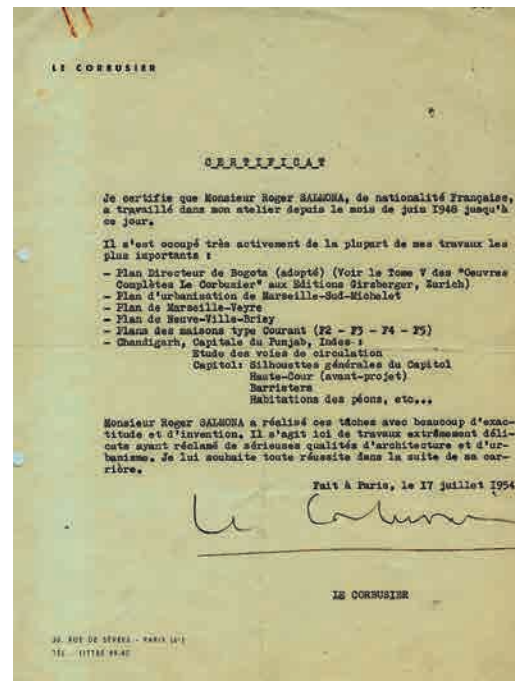 LE CORBUSIER
CERTIFICAT
Je certifie que Monsieur Roger SALMONA, de nationalité Française,
a travaillé dans mon atelier depuis le mois de juin 1948 jusqu'à
ce jour.
Il s'est occupé très activement de la plupart de mes travaux les
plus importants :
- Plan Directeur de Bogota (adopté) (Voir le Tome V des "Oeuvres
Complètes Le Corbusier" aux Editions Girsberger, Zurich)
- Plan d'urbanisation de Marseille-Sud-Michelet
- Plan de Marseille-Veyre
- Plan de Neuve-Ville-Briey
- Plans des maisons type Courant (F2 - F3 - F4 - F5)
- Chandigarh, Capitale du Punjab, Indes :
Etude des voies de circulation
Capitol: Silhouettes générales du Capitol
Haute-Cour (avant-projet)
Barristers
Habitations des péons, etc...
Monsieur Roger SALMONA a réalisé ces tâches avec beaucoup d'exac-
titude et d'invention. Il s'agit ici de travaux extrêmement déli-
cats ayant réclamé de sérieuses qualités d'architecture et d'ur-
banisme. Je lui souhaite toute réussite dans la suite de sa car-
rière.
Fait à Paris, le 17 juillet 1954
Le Corbusier
LE CORBUSIER
RUE DE SÈVRES - PARIS (6e)
TÉL. LITTRÉ